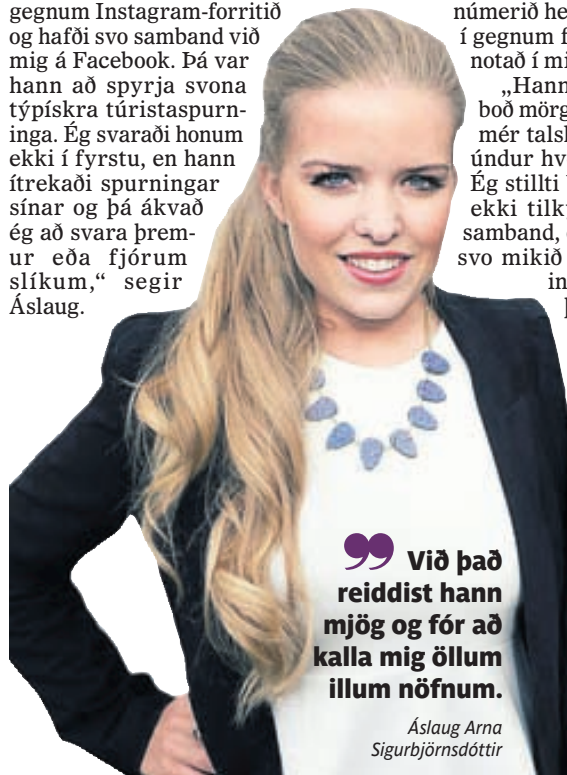 gegnum Instagram-forritið
og hafði svo samband við
mig á Facebook. Þá var
hann að spyrja svona
týpískra túristaspurn-
inga. Ég svaraði honum
ekki í fyrstu, en hann
ítrekaði spurningar
sínar og þá ákvað
ég að svara þrem-
ur eða fjórum
slíkum,“ segir
Áslaug.
númerið he
í gegnum f
notað í mi
„Hann
boð mörg
mér talsk
úndur hv
Ég stillti
ekki tilk
samband,
svo mikið
in
Við það
reiddist hann
mjög og fór að
kalla mig öllum
illum nöfnum.
Áslaug Arna
Sigurbjörnsdóttir